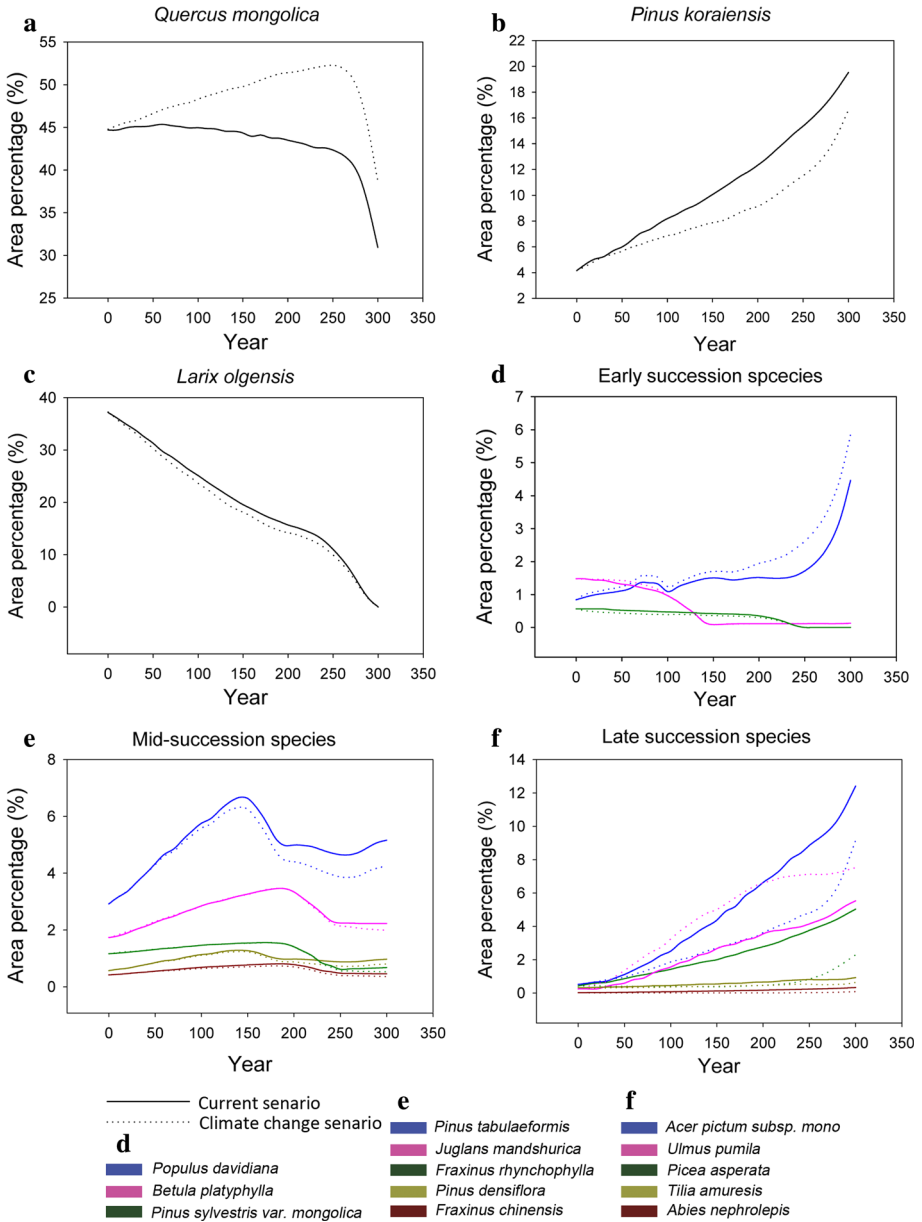 a
Quercus mongolica
55
50
45
40
35
30
25
Area percentage (%)
0 50 100 150 200 250 300 350
Year
b
Pinus koraiensis
22
20
18
16
14
12
10
8
6
4
2
Area percentage (%)
0 50 100 150 200 250 300 350
Year
c
Larix olgensis
40
30
20
10
0
Area percentage (%)
0 50 100 150 200 250 300 350
Year
d
Early succession spcecies
7
6
5
4
3
2
1
0
Area percentage (%)
0 50 100 150 200 250 300 350
Year
e
Mid-succession species
8
6
4
2
0
Area percentage (%)
0 50 100 150 200 250 300 350
Year
f
Late succession species
14
12
10
8
6
4
2
0
Area percentage (%)
0 50 100 150 200 250 300 350
Year
Current senario
Climate change senario
d
Populus davidiana
Betula platyphylla
Pinus sylvestris var. mongolica
e
Pinus tabulaeformis
Juglans mandshurica
Fraxinus rhynchophylla
Pinus densiflora
Fraxinus chinensis
f
Acer pictum subsp. mono
Ulmus pumila
Picea asperata
Tilia amuresis
Abies nephrolepis